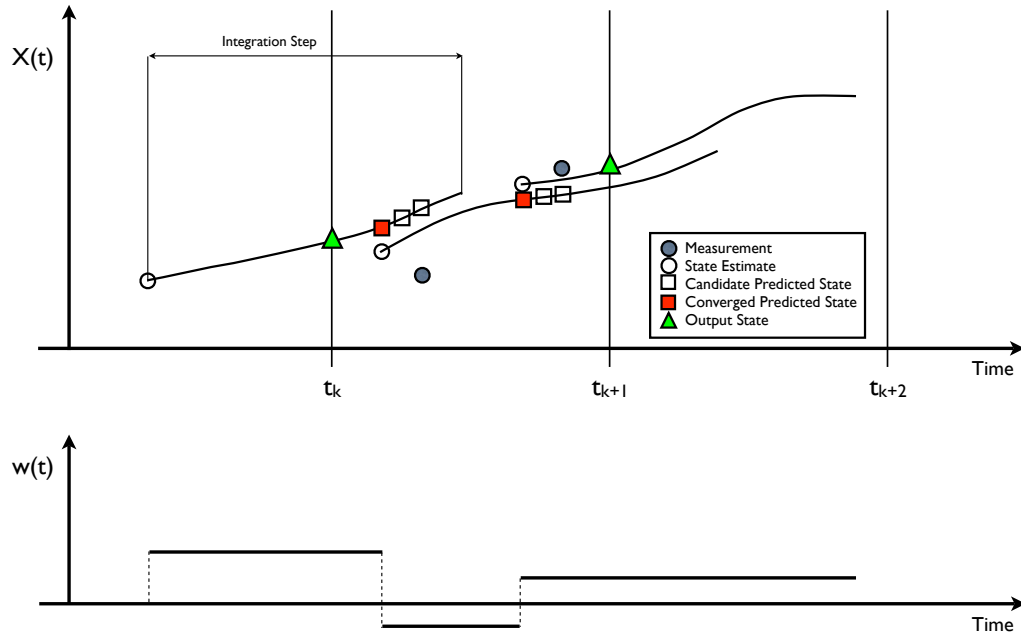 Integration Step
X(t)
Measurement
State Estimate
Candidate Predicted State
Converged Predicted State
Output State
Time
tk
tk+1
tk+2
w(t)
Time